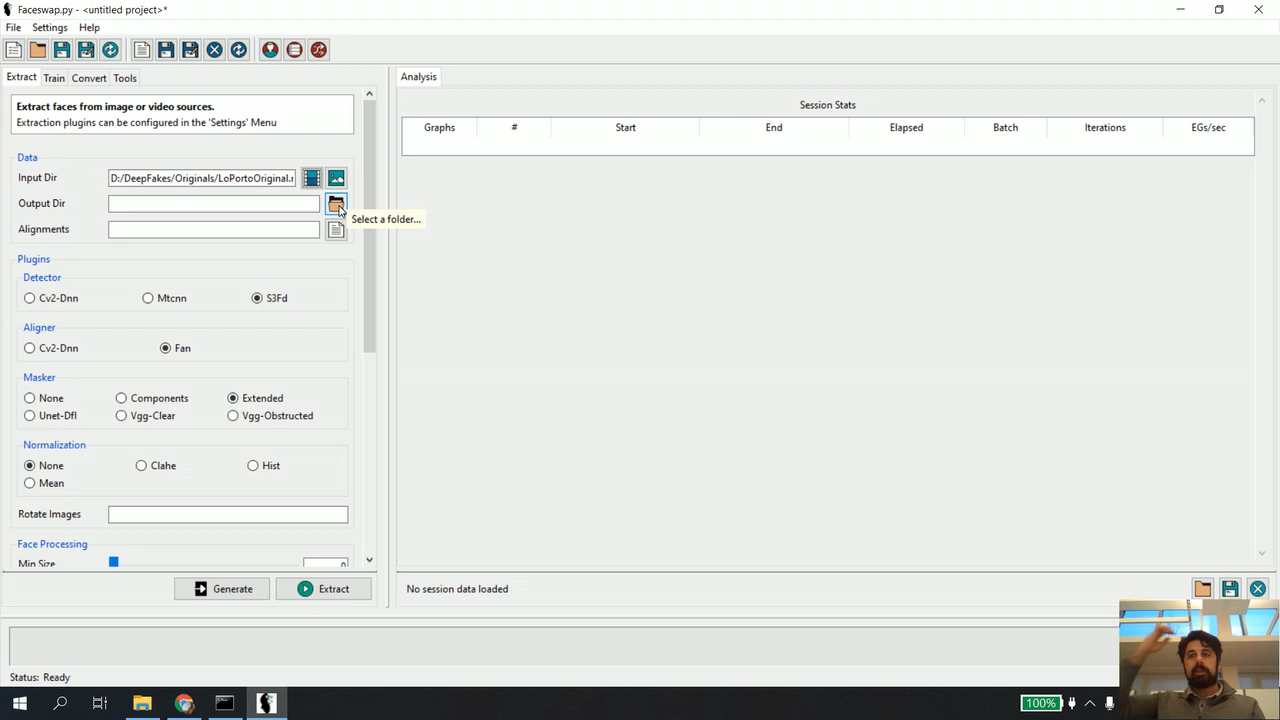 Faceswap.py - <untitled project>*
File Settings Help
Extract Train Convert Tools
Extract faces from image or video sources.
Extraction plugins can be configured in the 'Settings' Menu
Data
Input Dir D:/DeepFakes/Originals/LoPortoOriginal.
Output Dir
Select a folder...
Alignments
Plugins
Detector
Cv2-Dnn Mtcnn S3Fd
Aligner
Cv2-Dnn Fan
Masker
None Components Extended
Unet-Dfl Vgg-Clear Vgg-Obstructed
Normalization
None Clahe Hist
Mean
Rotate Images
Face Processing
Min Size 0
Generate Extract
Analysis
Session Stats
Graphs # Start End Elapsed Batch Iterations EGs/sec
No session data loaded
Status: Ready
100%